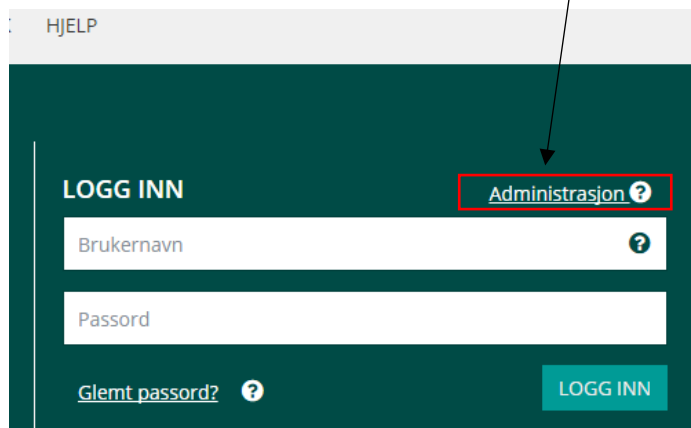 HJELP
LOGG INN
Administrasjon ?
Brukernavn ?
Passord
Glemt passord? ?
LOGG INN